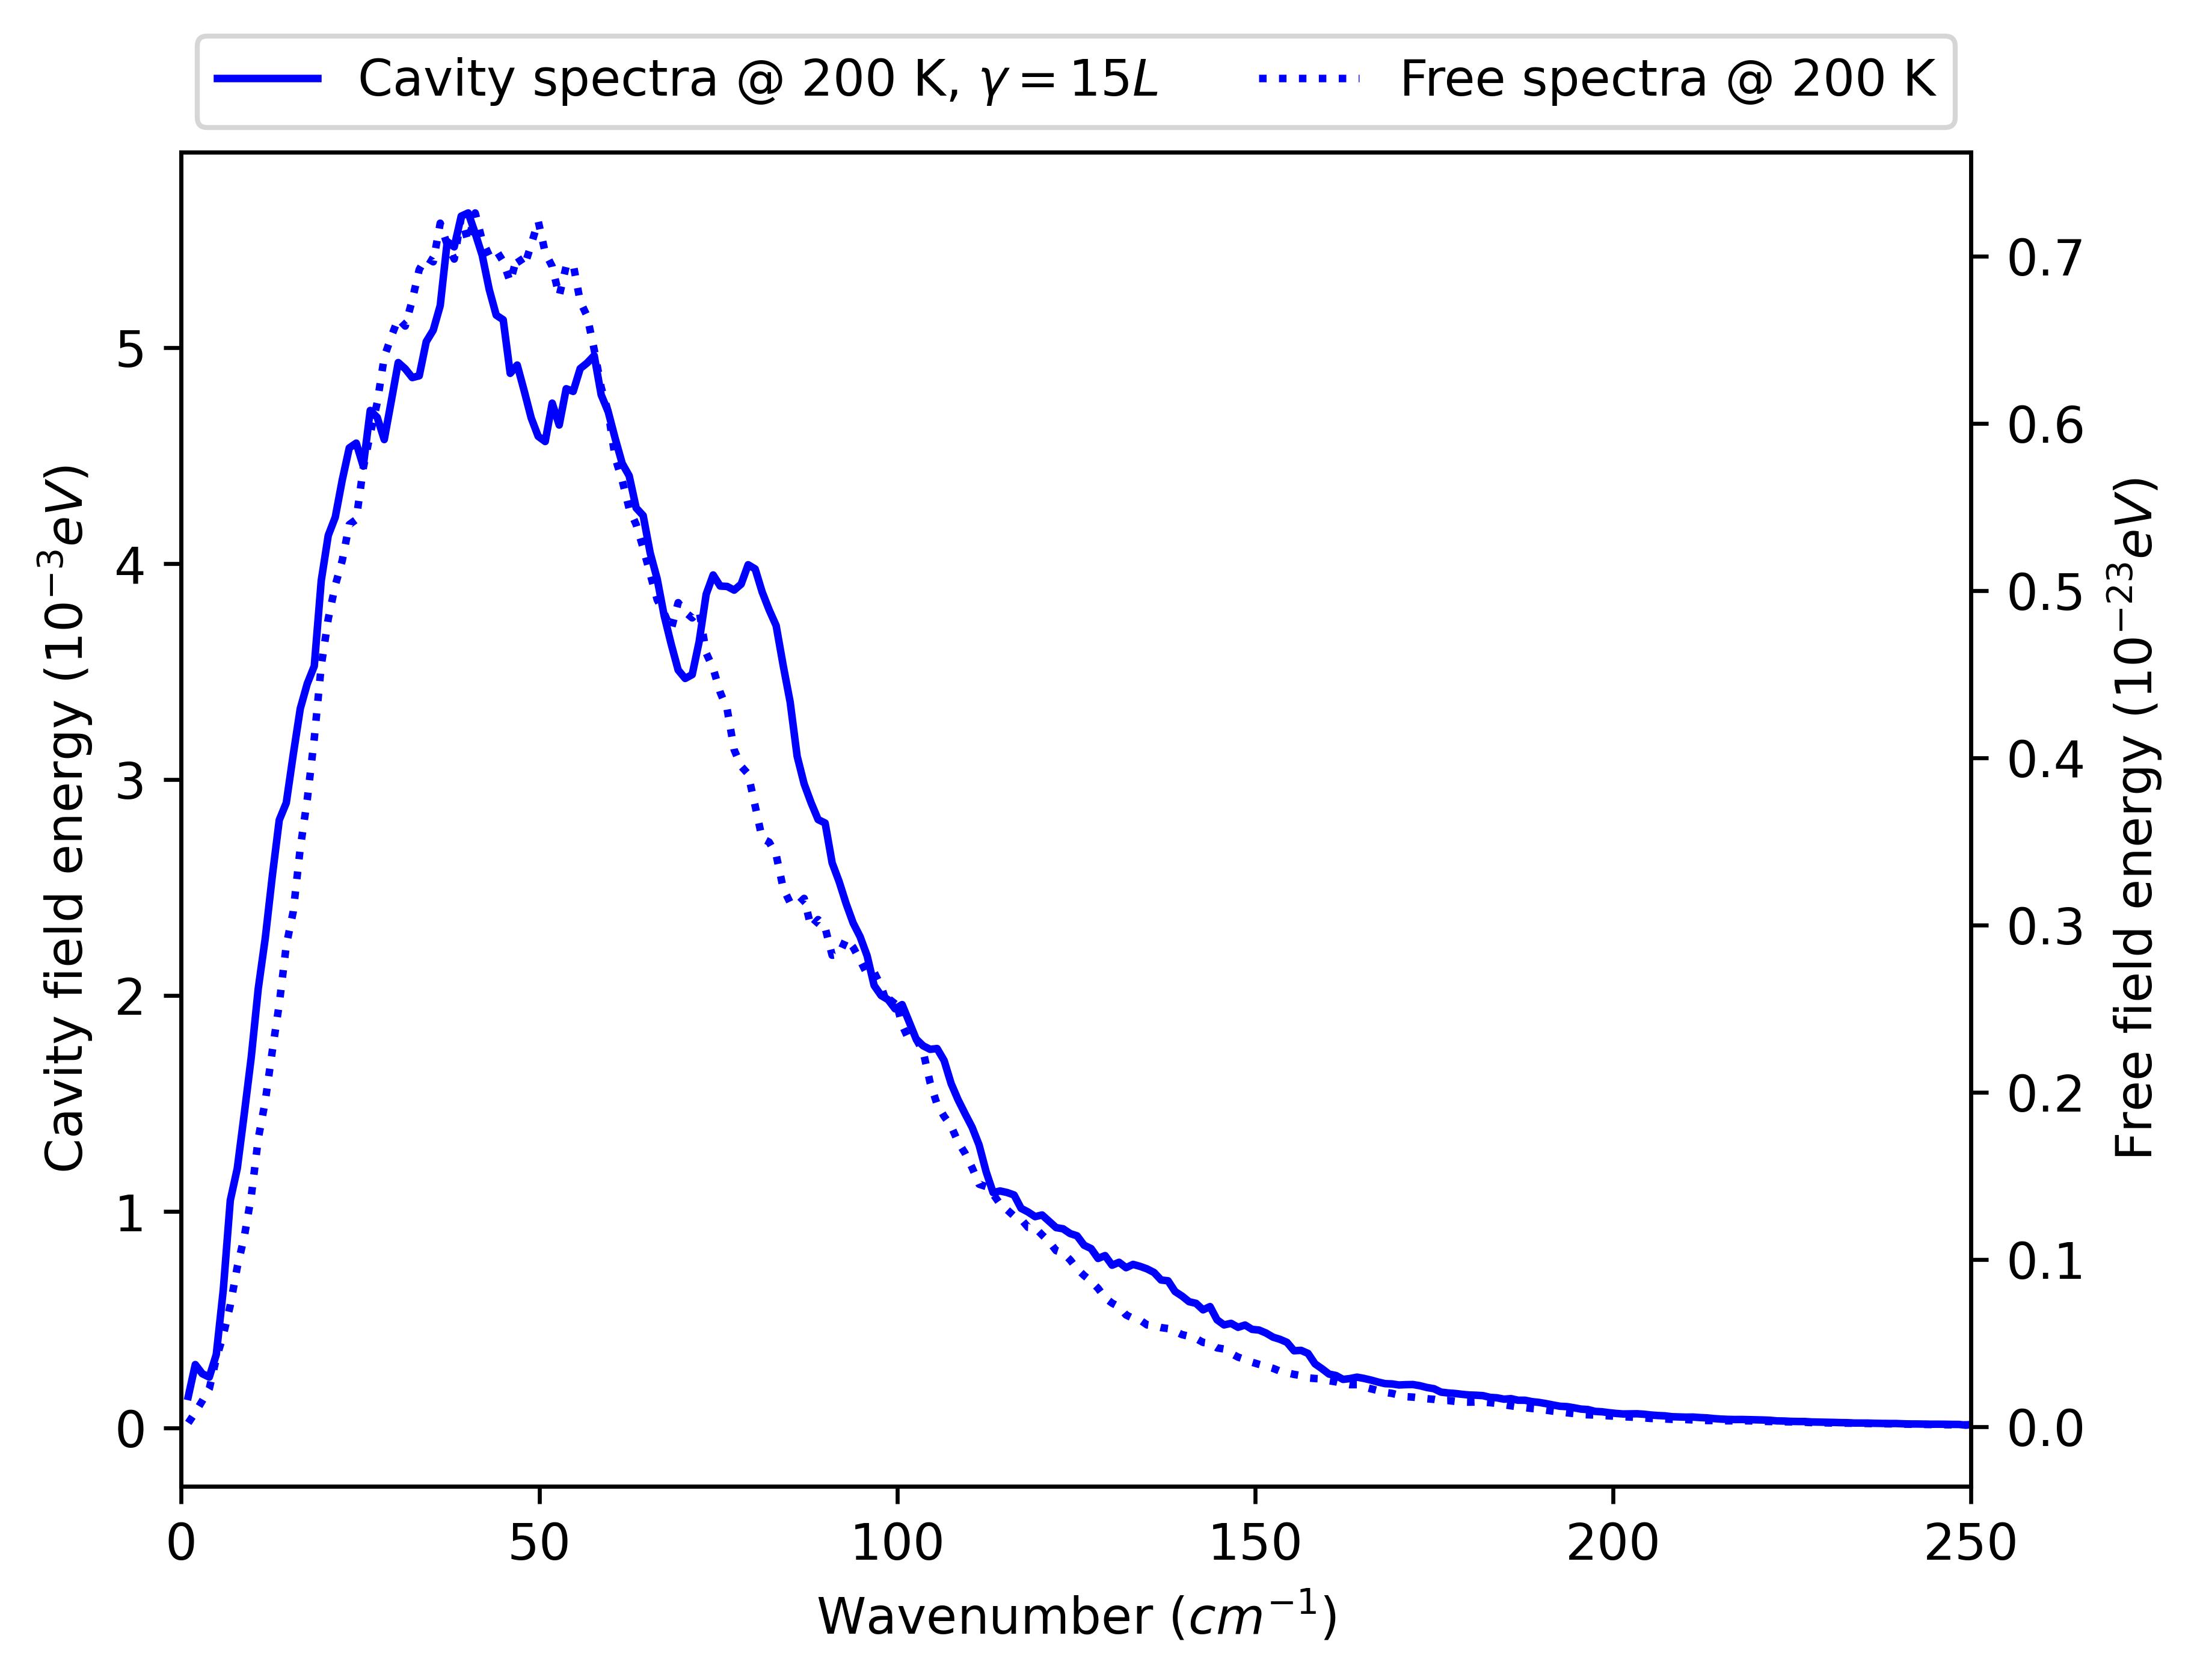 Cavity spectra @ 200 K, γ = 15L
Free spectra @ 200 K
Cavity field energy (10⁻³eV)
5
4
3
2
1
0
0.7
0.6
0.5
0.4
0.3
0.2
0.1
0.0
Free field energy (10⁻²³eV)
0 50 100 150 200 250
Wavenumber (cm⁻¹)